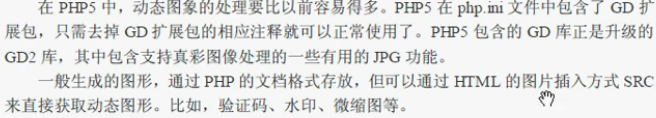 在 PHP5 中，动态图象的处理要比以前容易得多。PHP5 在 php.ini 文件中包含了 GD 扩
展包，只需去掉 GD 扩展包的相应注释就可以正常使用了。PHP5 包含的 GD 库正是升级的
GD2 库，其中包含支持真彩图像处理的一些有用的 JPG 功能。
一般生成的图形，通过 PHP 的文档格式存放，但可以通过 HTML 的图片插入方式 SRC
来直接获取动态图形。比如，验证码、水印、微缩图等。